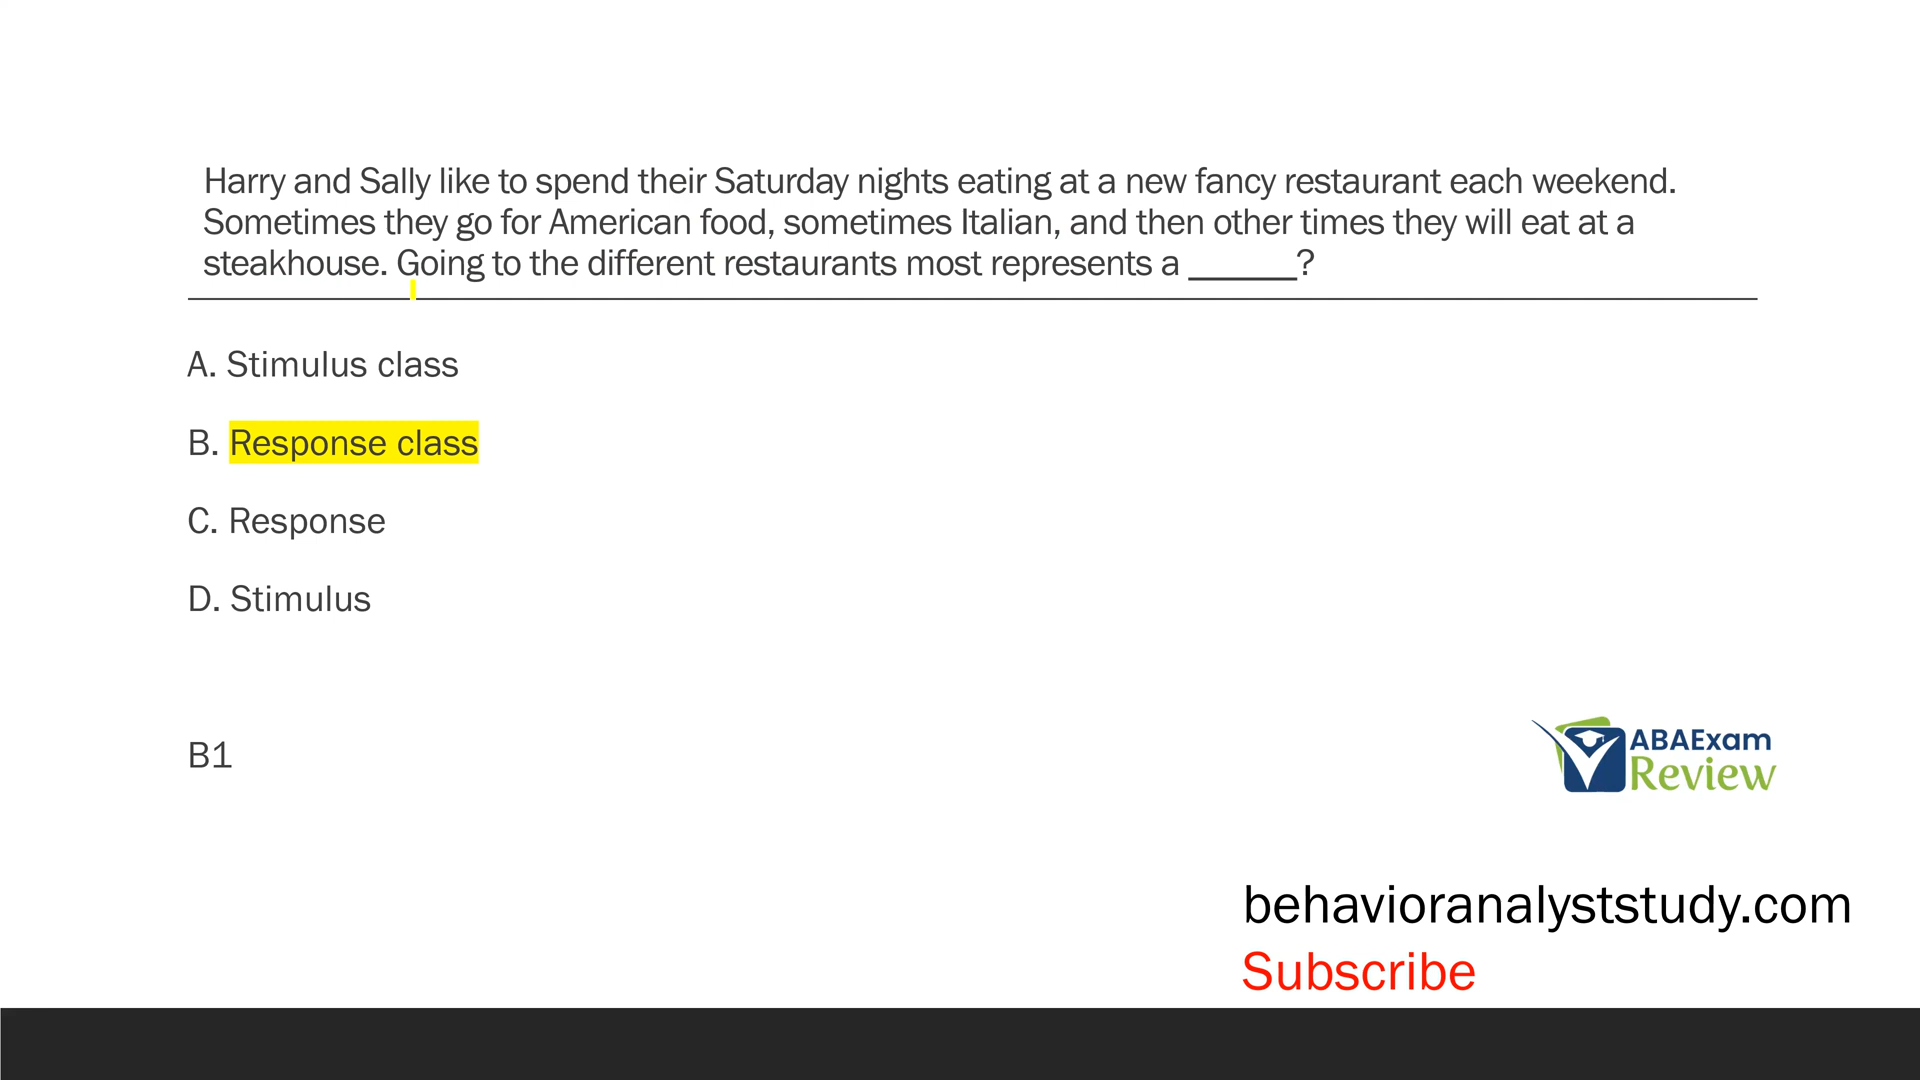 Harry and Sally like to spend their Saturday nights eating at a new fancy restaurant each weekend.
Sometimes they go for American food, sometimes Italian, and then other times they will eat at a
steakhouse. Going to the different restaurants most represents a ______?
A. Stimulus class
B. Response class
C. Response
D. Stimulus
B1
ABAExam
Review
behavioranalyststudy.com
Subscribe